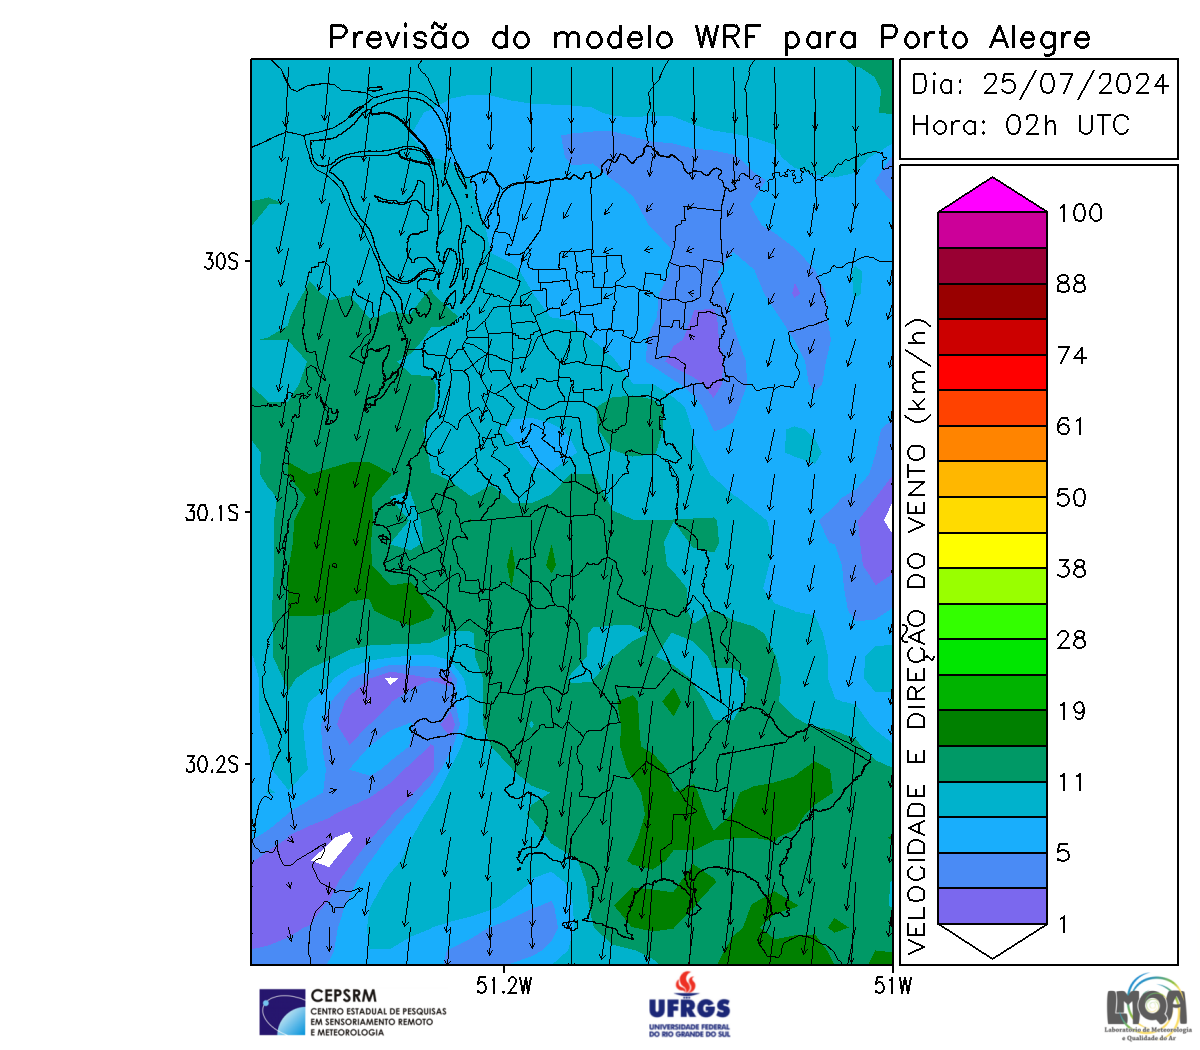 Previsão do modelo WRF para Porto Alegre
Dia: 25/07/2024
Hora: 02h UTC
30S
30.1S
30.2S
51.2W
51W
VELOCIDADE E DIREÇÃO DO VENTO (km/h)
100
88
74
61
50
38
28
19
11
5
1
CEPSRM
CENTRO ESTADUAL DE PESQUISAS
EM SENSORIAMENTO REMOTO
E METEOROLOGIA
UFRGS
UNIVERSIDADE FEDERAL
DO RIO GRANDE DO SUL
LMQA
Laboratório de Meteorologia
e Qualidade do Ar